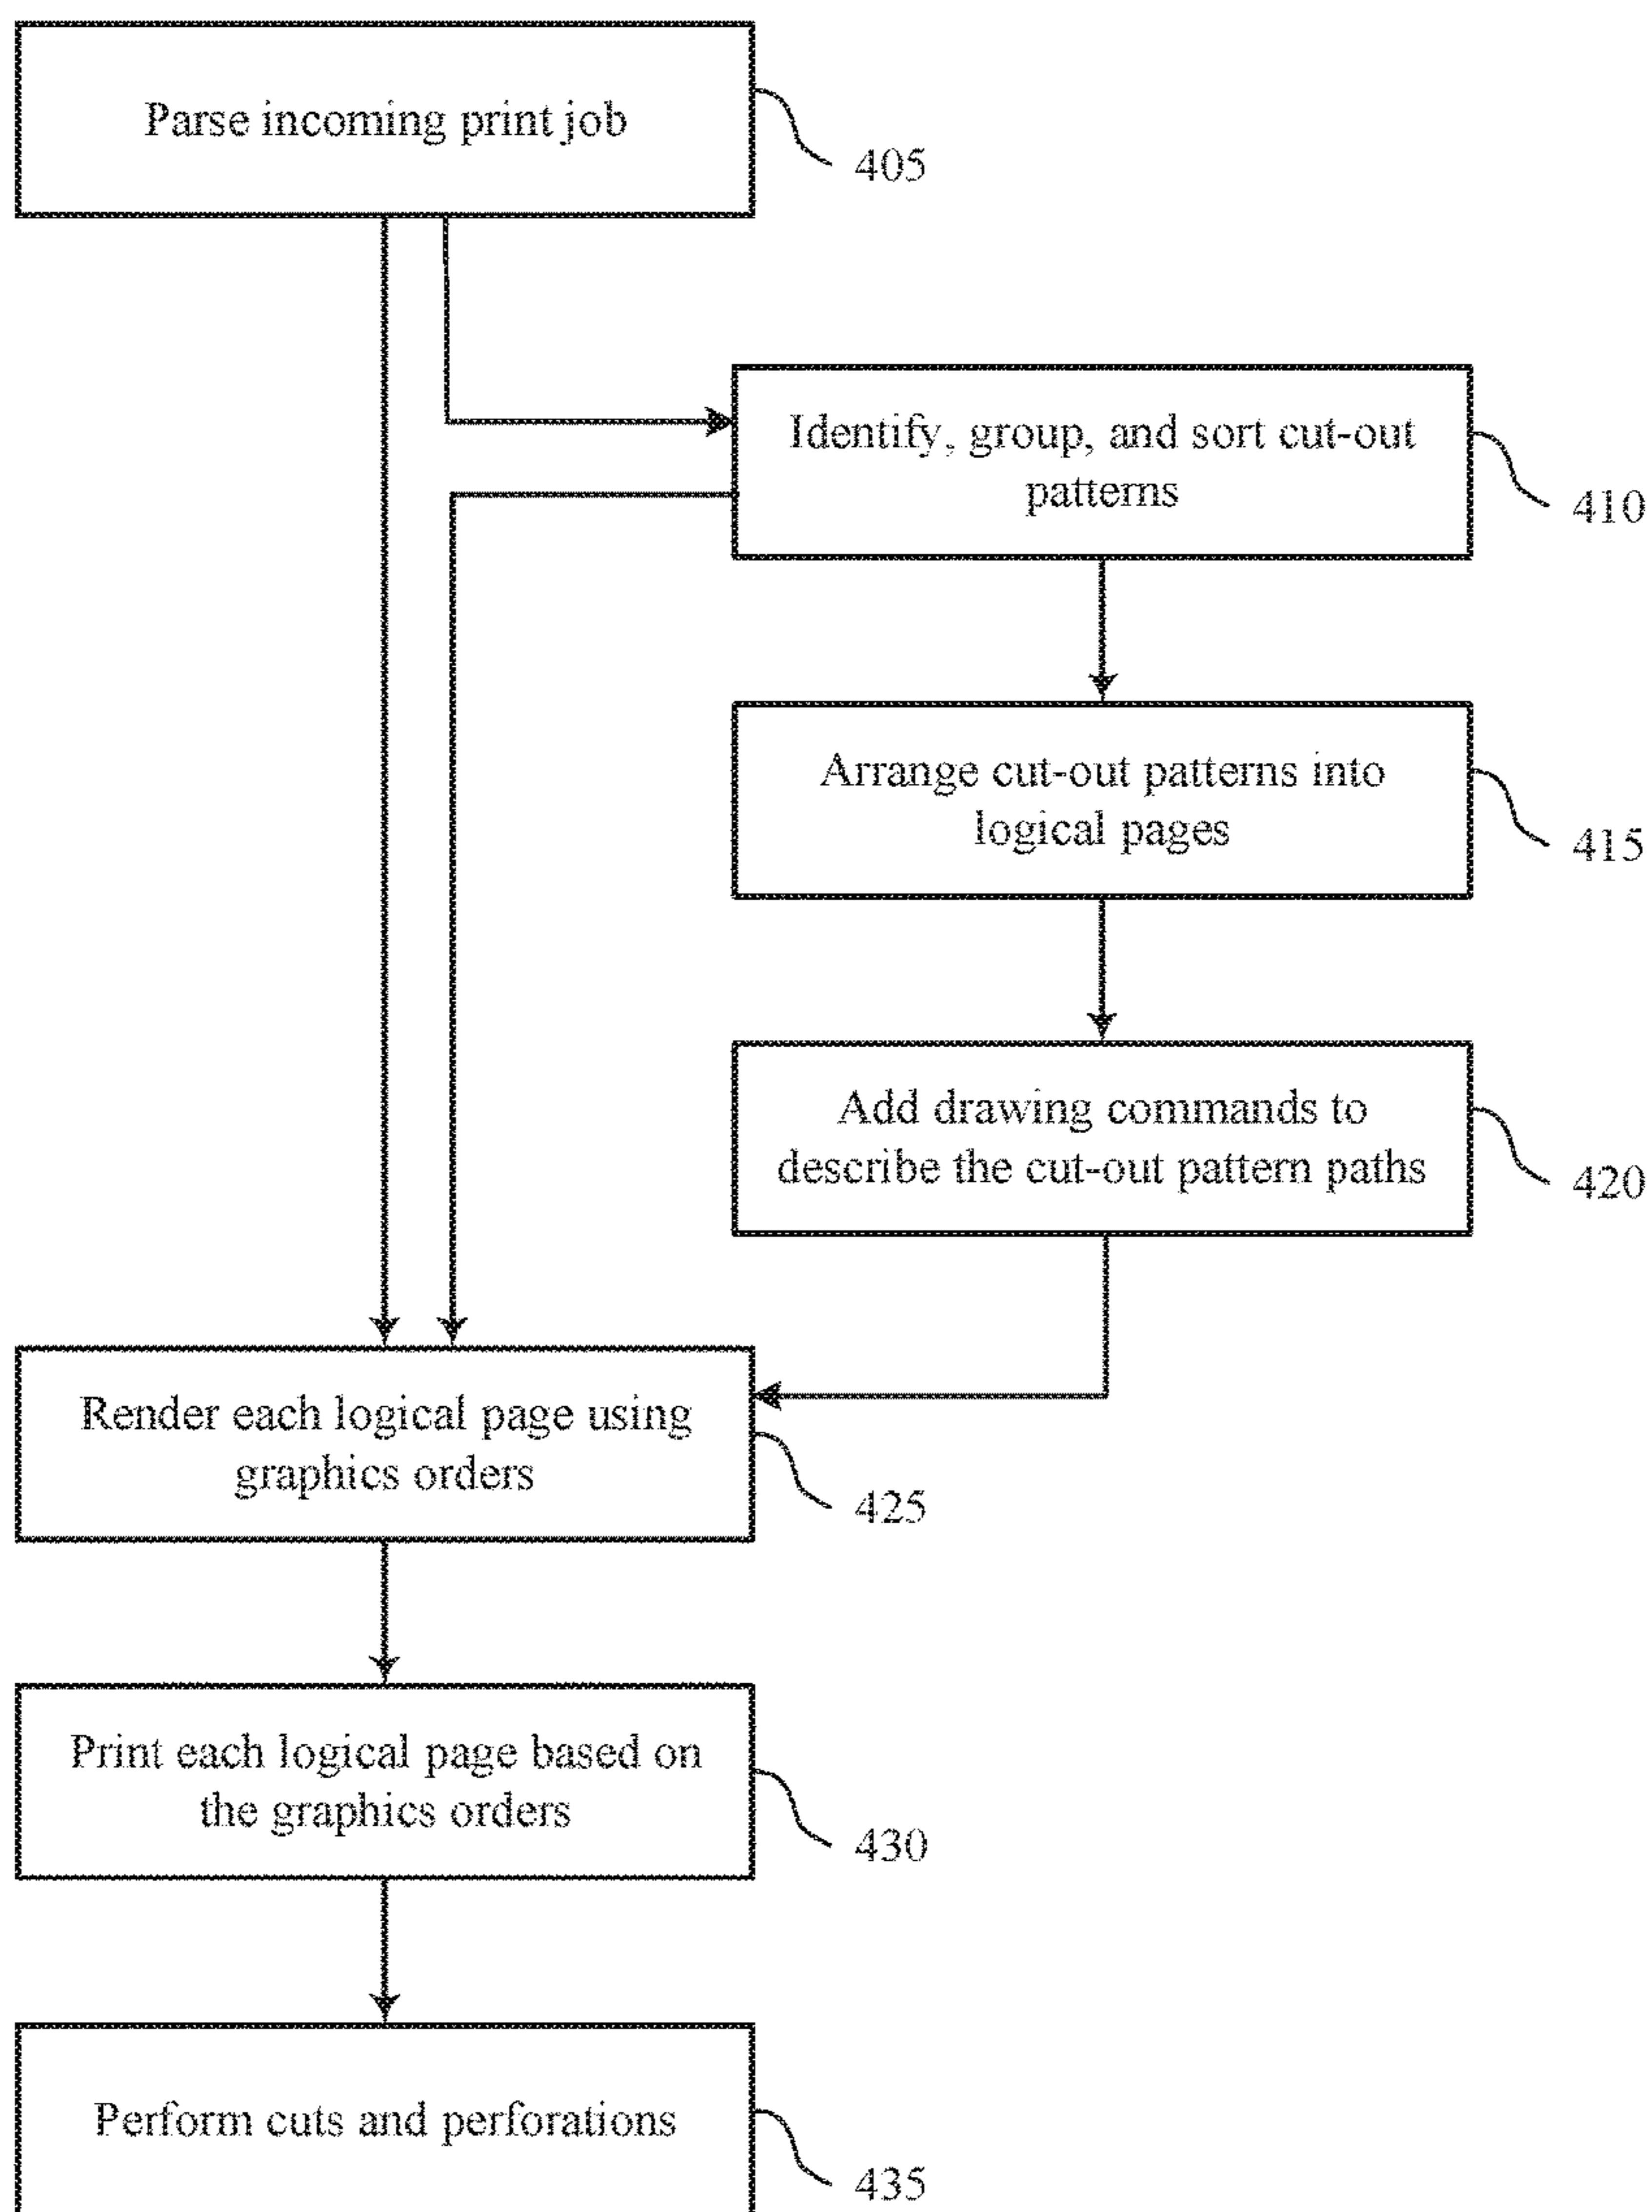 Parse incoming print job
405
Identify, group, and sort cut-out
patterns
410
Arrange cut-out patterns into
logical pages
415
Add drawing commands to
describe the cut-out pattern paths
420
Render each logical page using
graphics orders
425
Print each logical page based on
the graphics orders
430
Perform cuts and perforations
435